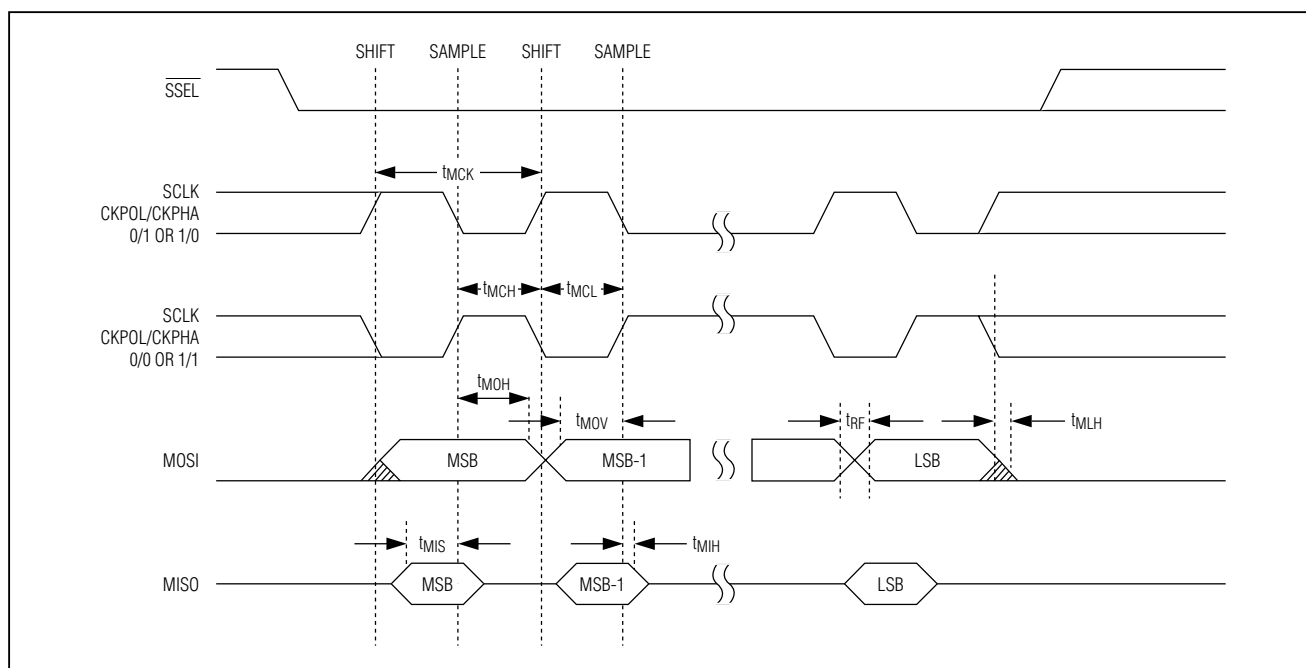 SHIFT SAMPLE SHIFT SAMPLE
SSEL
tMCK
SCLK
CKPOL/CKPHA
0/1 OR 1/0
tMCH tMCL
SCLK
CKPOL/CKPHA
0/0 OR 1/1
tMOH
tMOV tRF tMLH
MOSI MSB MSB-1 LSB
tMIS tMIH
MISO MSB MSB-1 LSB